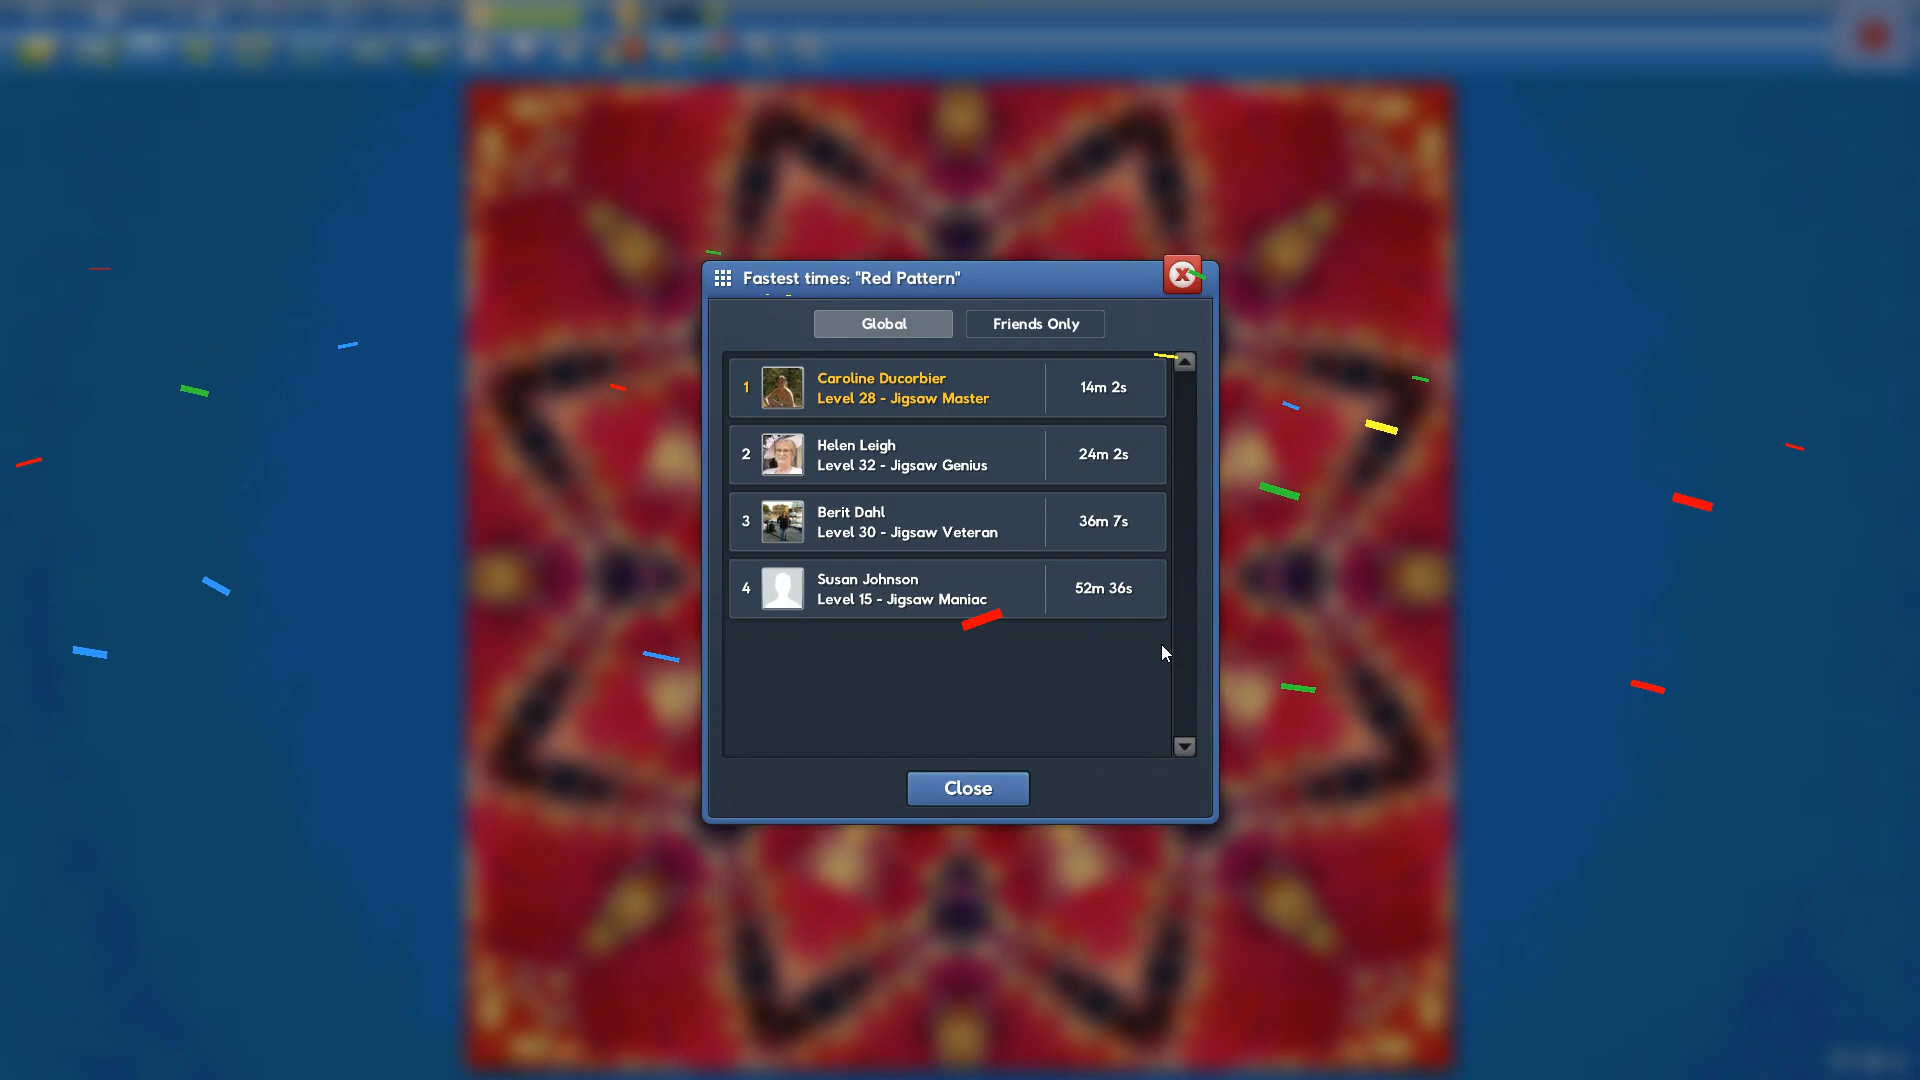 Fastest times: "Red Pattern"
Global
Friends Only
1
Caroline Ducorbier
Level 28 - Jigsaw Master
14m 2s
2
Helen Leigh
Level 32 - Jigsaw Genius
24m 2s
3
Berit Dahl
Level 30 - Jigsaw Veteran
36m 7s
4
Susan Johnson
Level 15 - Jigsaw Maniac
52m 36s
Close